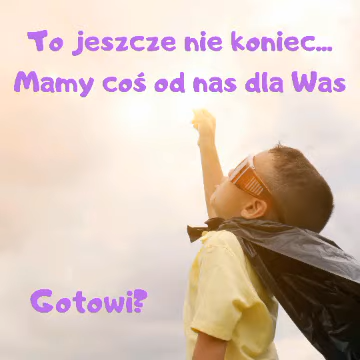 To jeszcze nie koniec...
Mamy coś od nas dla Was
Gotowi?